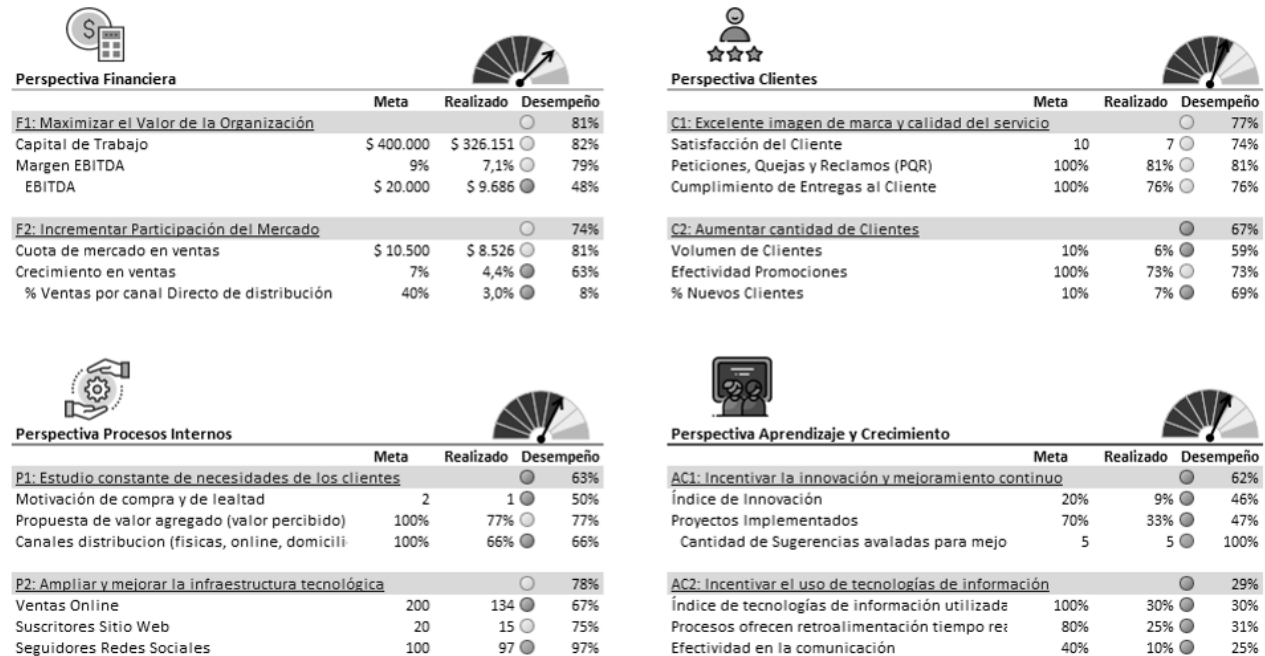 $
Perspectiva Financiera
Meta Realizado Desempeño
F1: Maximizar el Valor de la Organización 81%
Capital de Trabajo $ 400.000 $ 326.151 82%
Margen EBITDA 9% 7,1% 79%
EBITDA $ 20.000 $ 9.686 48%
F2: Incrementar Participación del Mercado 74%
Cuota de mercado en ventas $ 10.500 $ 8.526 81%
Crecimiento en ventas 7% 4,4% 63%
% Ventas por canal Directo de distribución 40% 3,0% 8%
Perspectiva Clientes
Meta Realizado Desempeño
C1: Excelente imagen de marca y calidad del servicio 77%
Satisfacción del Cliente 10 7 74%
Peticiones, Quejas y Reclamos (PQR) 100% 81% 81%
Cumplimiento de Entregas al Cliente 100% 76% 76%
C2: Aumentar cantidad de Clientes 67%
Volumen de Clientes 10% 6% 59%
Efectividad Promociones 100% 73% 73%
% Nuevos Clientes 10% 7% 69%
Perspectiva Procesos Internos
Meta Realizado Desempeño
P1: Estudio constante de necesidades de los clientes 63%
Motivación de compra y de lealtad 2 1 50%
Propuesta de valor agregado (valor percibido) 100% 77% 77%
Canales distribucion (fisicas, online, domicili 100% 66% 66%
P2: Ampliar y mejorar la infraestructura tecnológica 78%
Ventas Online 200 134 67%
Suscritores Sitio Web 20 15 75%
Seguidores Redes Sociales 100 97 97%
Perspectiva Aprendizaje y Crecimiento
Meta Realizado Desempeño
AC1: Incentivar la innovación y mejoramiento continuo 62%
Índice de Innovación 20% 9% 46%
Proyectos Implementados 70% 33% 47%
Cantidad de Sugerencias avaladas para mejo 5 5 100%
AC2: Incentivar el uso de tecnologías de información 29%
Índice de tecnologías de información utilizada 100% 30% 30%
Procesos ofrecen retroalimentación tiempo rea 80% 25% 31%
Efectividad en la comunicación 40% 10% 25%